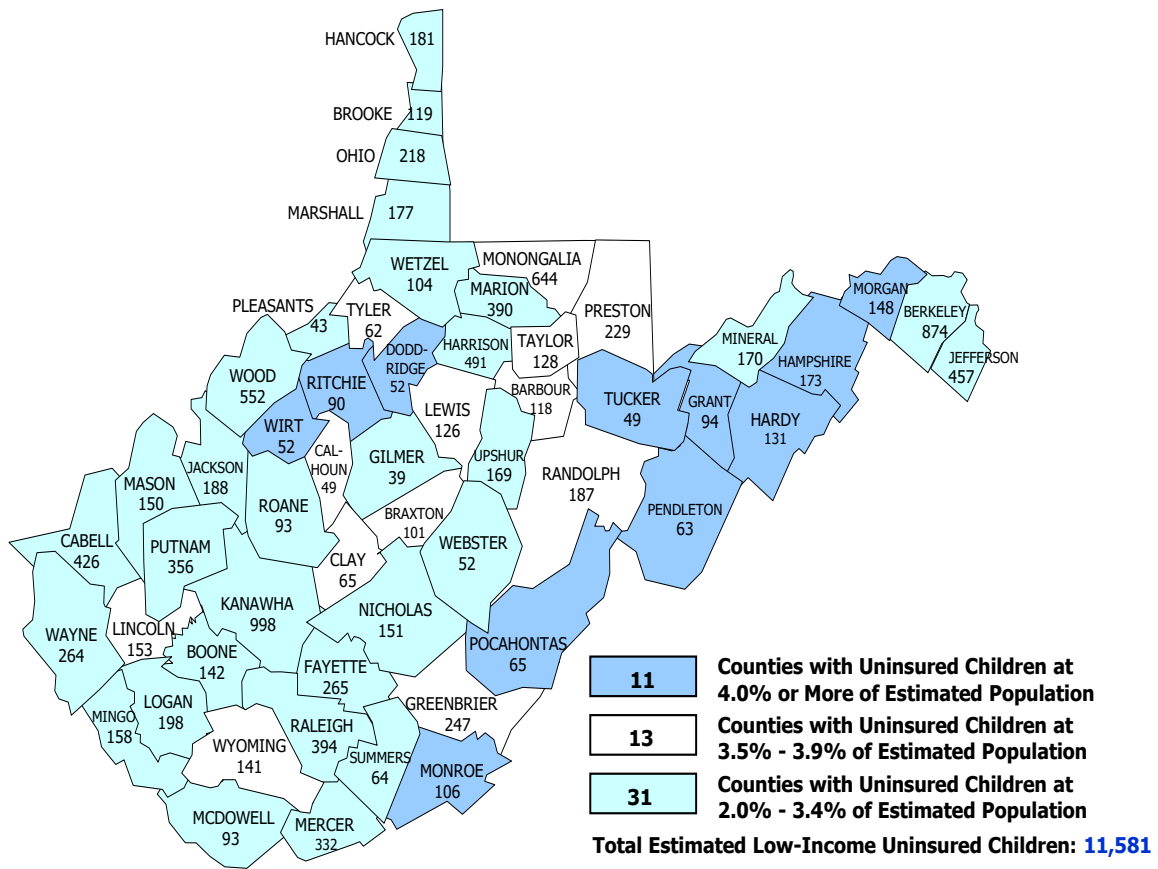 HANCOCK 181
BROOKE 119
OHIO 218
MARSHALL 177
WETZEL
104
MONONGALIA
644
MARION
390
PRESTON
229
PLEASANTS
43
TYLER
62
DODD-
RIDGE
52
HARRISON
491
TAYLOR
128
BARBOUR
118
MORGAN
148
BERKELEY
874
JEFFERSON
457
MINERAL
170
HAMPSHIRE
173
WOOD
552
RITCHIE
90
WIRT
52
LEWIS
126
TUCKER
49
GRANT
94
HARDY
131
CAL-
HOUN
49
GILMER
39
UPSHUR
169
RANDOLPH
187
PENDLETON
63
JACKSON
188
MASON
150
ROANE
93
BRAXTON
101
WEBSTER
52
CABELL
426
PUTNAM
356
CLAY
65
KANAWHA
998
NICHOLAS
151
POCAHONTAS
65
WAYNE
264
LINCOLN
153
BOONE
142
FAYETTE
265
GREENBRIER
247
MINGO
158
LOGAN
198
WYOMING
141
RALEIGH
394
SUMMERS
64
MONROE
106
MCDOWELL
93
MERCER
332
11
Counties with Uninsured Children at
4.0% or More of Estimated Population
13
Counties with Uninsured Children at
3.5% - 3.9% of Estimated Population
31
Counties with Uninsured Children at
2.0% - 3.4% of Estimated Population
Total Estimated Low-Income Uninsured Children: 11,581